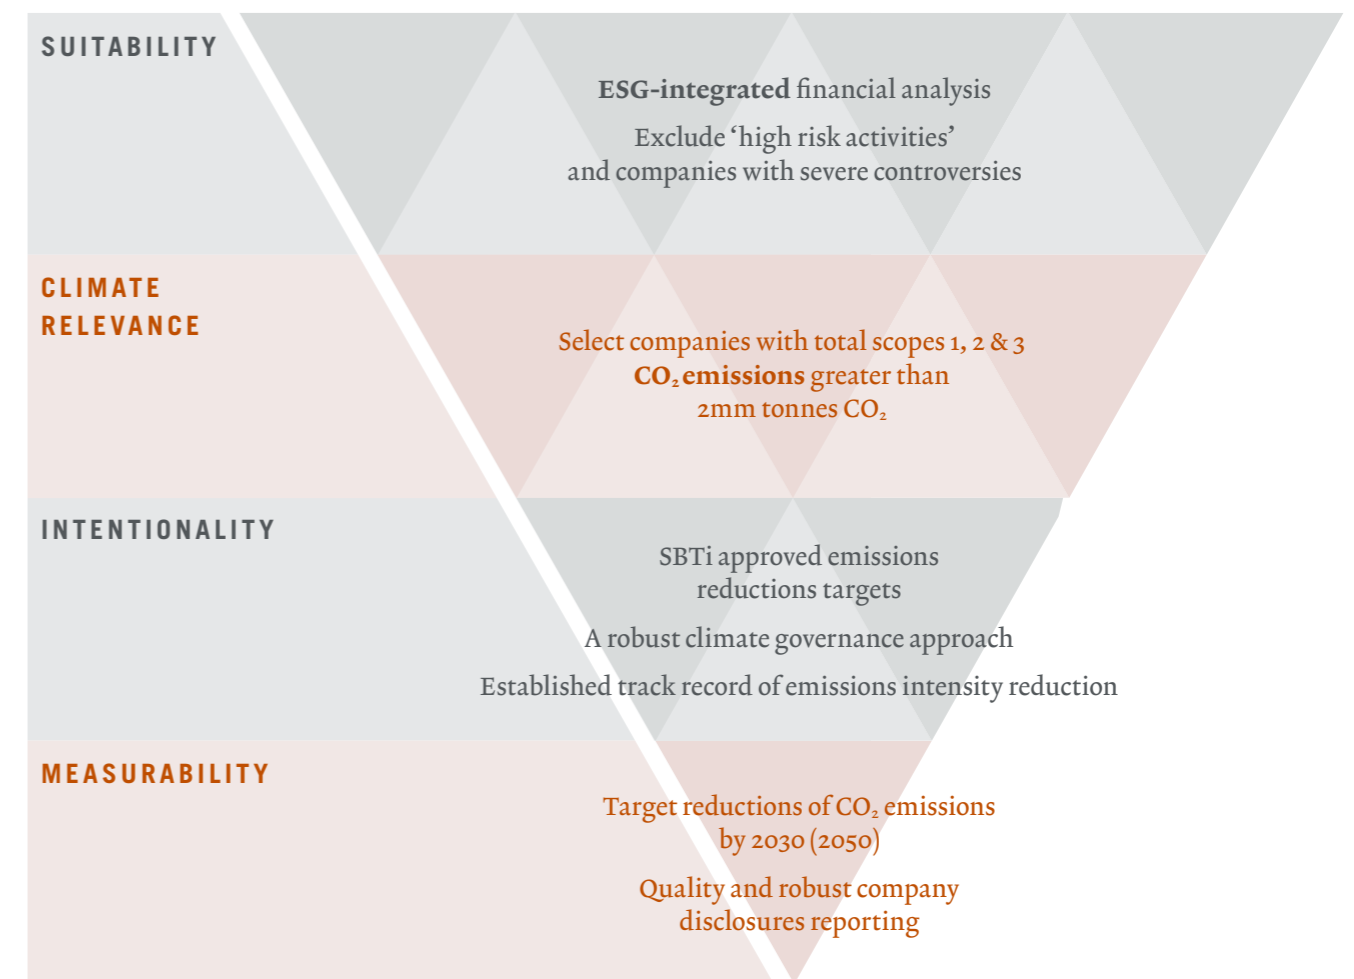 SUITABILITY
ESG-integrated financial analysis
Exclude ‘high risk activities’
and companies with severe controversies
CLIMATE
RELEVANCE
Select companies with total scopes 1, 2 & 3
CO₂ emissions greater than
2mm tonnes CO₂
INTENTIONALITY
SBTi approved emissions
reductions targets
A robust climate governance approach
Established track record of emissions intensity reduction
MEASURABILITY
Target reductions of CO₂ emissions
by 2030 (2050)
Quality and robust company
disclosures reporting